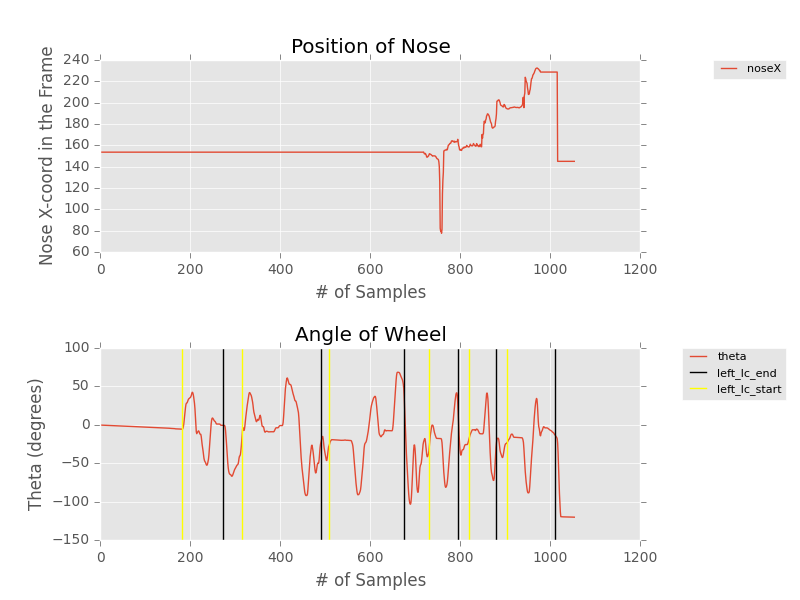 Position of Nose
Nose X-coord in the Frame
240
220
200
180
160
140
120
100
80
60
0 200 400 600 800 1000 1200
# of Samples
noseX
Angle of Wheel
Theta (degrees)
100
50
0
−50
−100
−150
0 200 400 600 800 1000 1200
# of Samples
theta
left_lc_end
left_lc_start